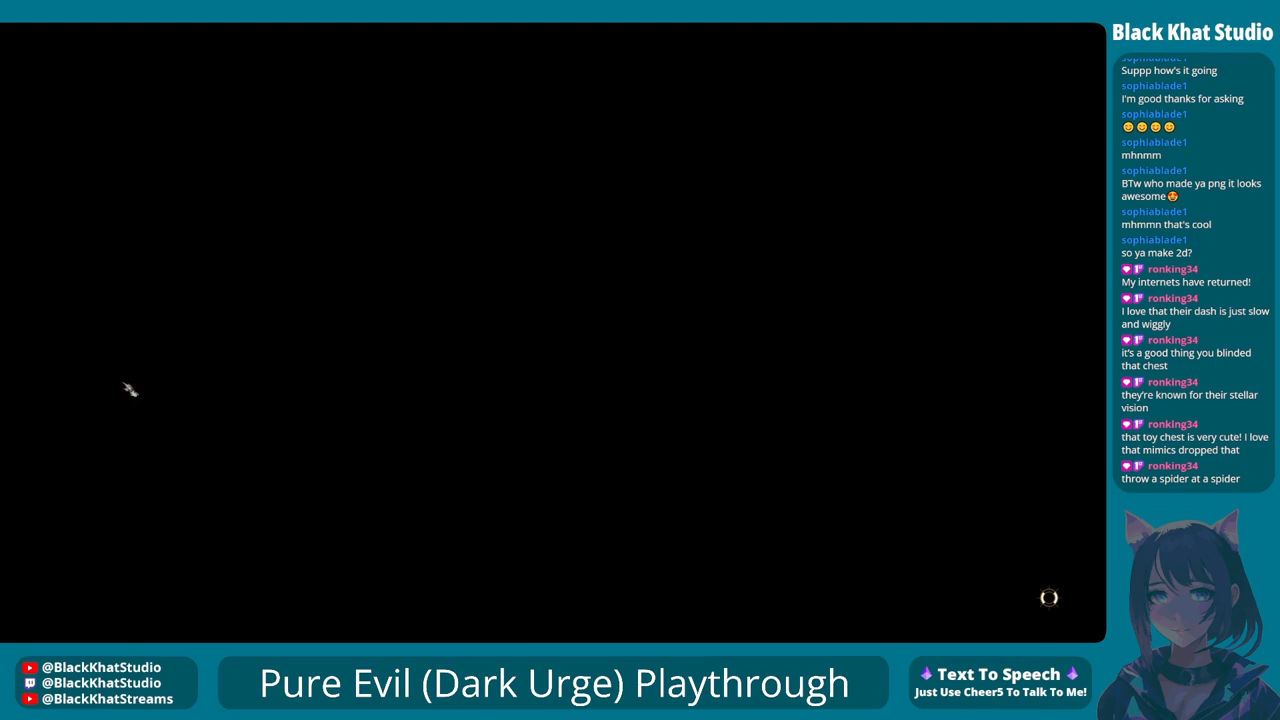 Black Khat Studio
sophiablade1
Suppp how's it going
sophiablade1
I'm good thanks for asking
sophiablade1
😊😊😊😊
sophiablade1
mhnmm
sophiablade1
BTw who made ya png it looks
awesome😍
sophiablade1
mhmmn that's cool
sophiablade1
so ya make 2d?
ronking34
My internets have returned!
ronking34
I love that their dash is just slow
and wiggly
ronking34
it's a good thing you blinded
that chest
ronking34
they're known for their stellar
vision
ronking34
that toy chest is very cute! I love
that mimics dropped that
ronking34
throw a spider at a spider
@BlackKhatStudio
@BlackKhatStudio
@BlackKhatStreams
Pure Evil (Dark Urge) Playthrough
Text To Speech
Just Use Cheer5 To Talk To Me!